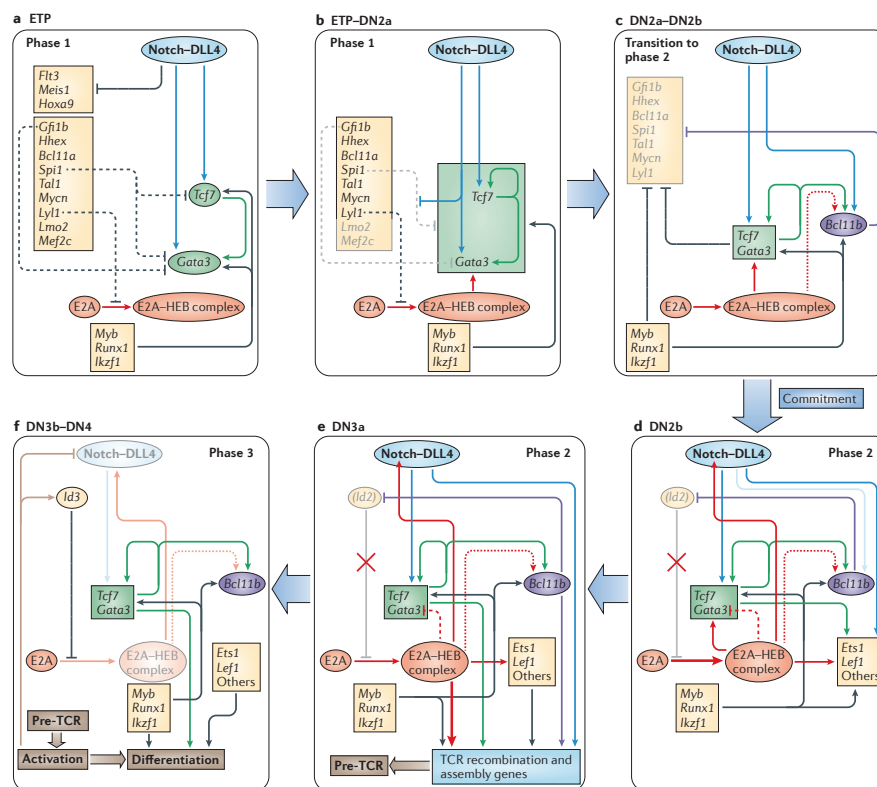 a ETP
Phase 1
Notch–DLL4
Flt3
Meis1
Hoxa9
Gfi1b
Hhex
Bcl11a
Spi1
Tal1
Mycn
Lyl1
Lmo2
Mef2c
Tcf7
Gata3
E2A
E2A–HEB complex
Myb
Runx1
Ikzf1
b ETP–DN2a
Phase 1
Notch–DLL4
Gfi1b
Hhex
Bcl11a
Spi1
Tal1
Mycn
Lyl1
Lmo2
Mef2c
Tcf7
Gata3
E2A
E2A–HEB complex
Myb
Runx1
Ikzf1
c DN2a–DN2b
Transition to
phase 2
Notch–DLL4
Gfi1b
Hhex
Bcl11a
Spi1
Tal1
Mycn
Lyl1
Tcf7
Gata3
Bcl11b
E2A
E2A–HEB complex
Myb
Runx1
Ikzf1
Commitment
f DN3b–DN4
Phase 3
Notch–DLL4
Id3
Tcf7
Gata3
Bcl11b
E2A
E2A–HEB
complex
Ets1
Lef1
Others
Myb
Runx1
Ikzf1
Pre-TCR
Activation
Differentiation
e DN3a
Phase 2
Notch–DLL4
(Id2)
Tcf7
Gata3
Bcl11b
E2A
E2A–HEB
complex
Ets1
Lef1
Others
Myb
Runx1
Ikzf1
Pre-TCR
TCR recombination and
assembly genes
d DN2b
Phase 2
Notch–DLL4
(Id2)
Tcf7
Gata3
Bcl11b
E2A
E2A–HEB
complex
Ets1
Lef1
Others
Myb
Runx1
Ikzf1